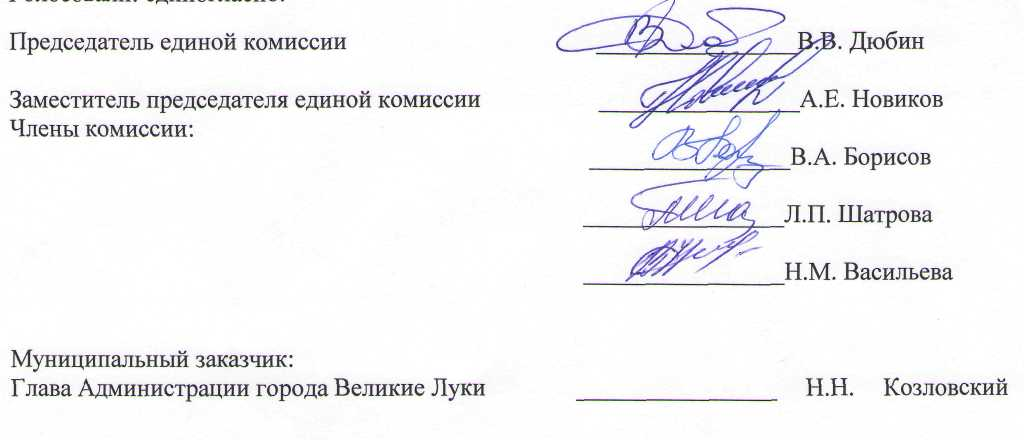 Председатель единой комиссии В.В. Дюбин
Заместитель председателя единой комиссии А.Е. Новиков
Члены комиссии:
В.А. Борисов
Л.П. Шатрова
Н.М. Васильева
Муниципальный заказчик:
Глава Администрации города Великие Луки Н.Н. Козловский